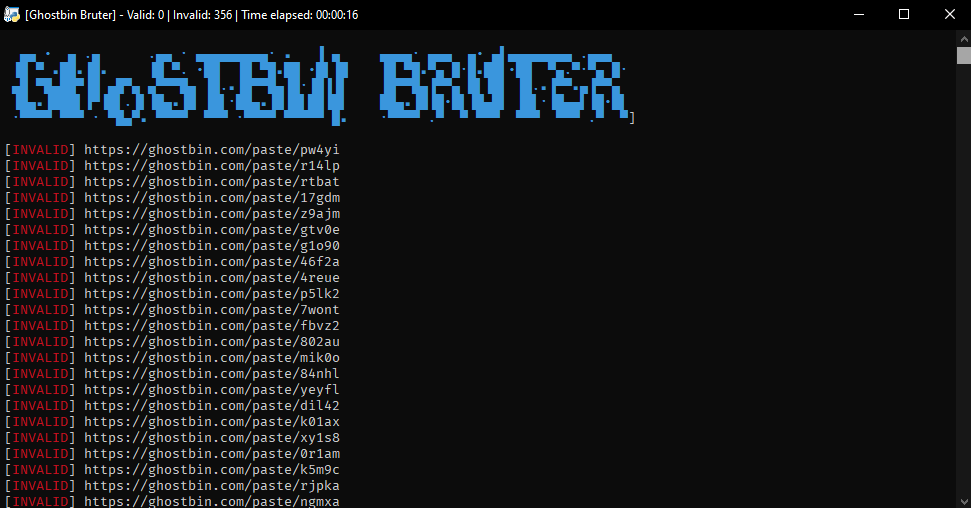 [Ghostbin Bruter] - Valid: 0 | Invalid: 356 | Time elapsed: 00:00:16
GHoSTBIN BRUTER
]
[INVALID] https://ghostbin.com/paste/pw4yi
[INVALID] https://ghostbin.com/paste/r14lp
[INVALID] https://ghostbin.com/paste/rtbat
[INVALID] https://ghostbin.com/paste/17gdm
[INVALID] https://ghostbin.com/paste/z9ajm
[INVALID] https://ghostbin.com/paste/gtv0e
[INVALID] https://ghostbin.com/paste/g1o90
[INVALID] https://ghostbin.com/paste/46f2a
[INVALID] https://ghostbin.com/paste/4reue
[INVALID] https://ghostbin.com/paste/p5lk2
[INVALID] https://ghostbin.com/paste/7wont
[INVALID] https://ghostbin.com/paste/fbvz2
[INVALID] https://ghostbin.com/paste/802au
[INVALID] https://ghostbin.com/paste/mik0o
[INVALID] https://ghostbin.com/paste/84nhl
[INVALID] https://ghostbin.com/paste/yeyfl
[INVALID] https://ghostbin.com/paste/dil42
[INVALID] https://ghostbin.com/paste/k01ax
[INVALID] https://ghostbin.com/paste/xy1s8
[INVALID] https://ghostbin.com/paste/0r1am
[INVALID] https://ghostbin.com/paste/k5m9c
[INVALID] https://ghostbin.com/paste/rjpka
[INVALID] https://ghostbin.com/paste/ngmxa